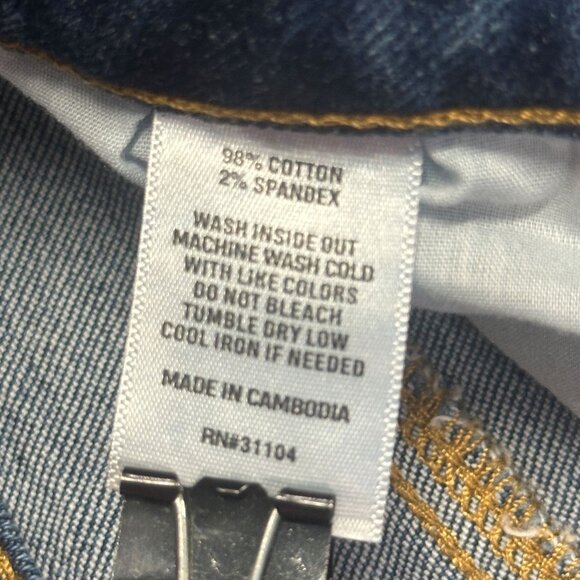 98% COTTON
2% SPANDEX
WASH INSIDE OUT
MACHINE WASH COLD
WITH LIKE COLORS
DO NOT BLEACH
TUMBLE DRY LOW
COOL IRON IF NEEDED
MADE IN CAMBODIA
RN#31104